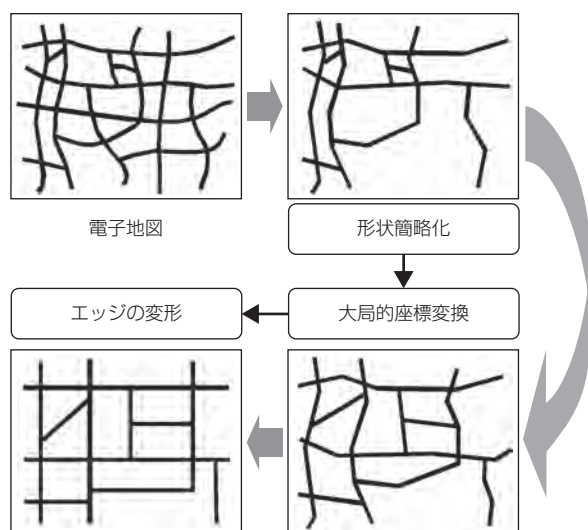 電子地図
形状簡略化
エッジの変形
大局的座標変換